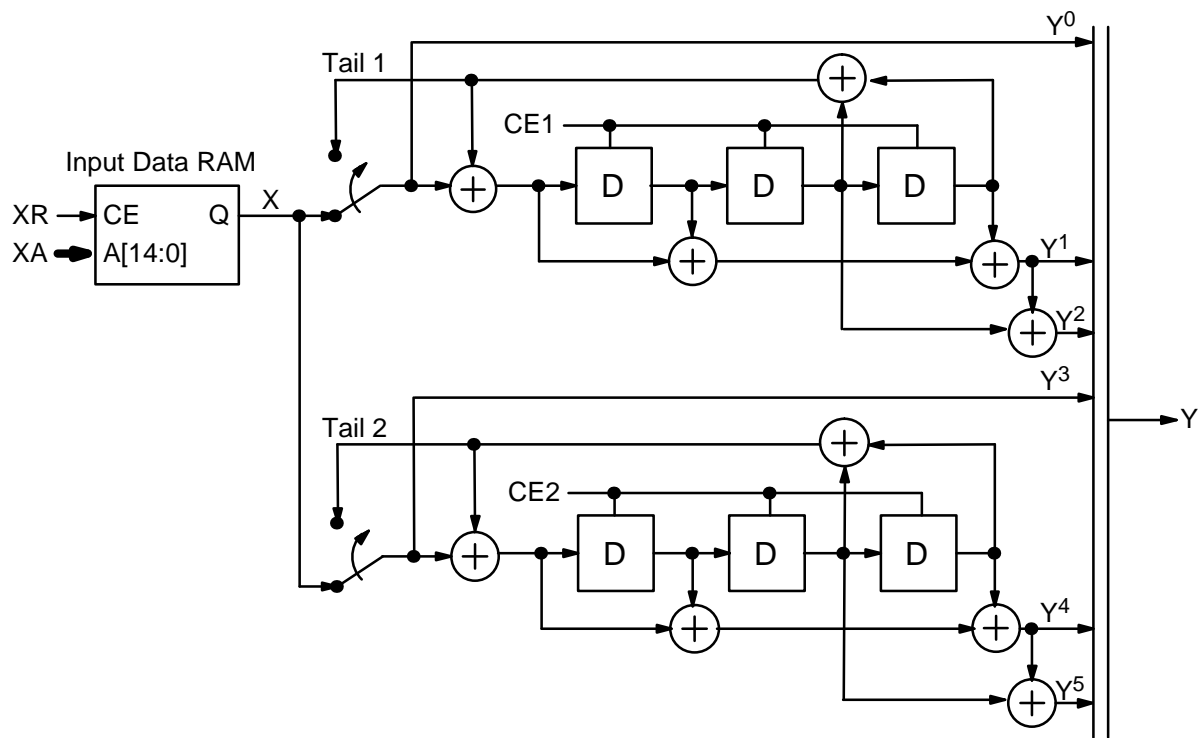 Y⁰
Tail 1
CE1
Input Data RAM
D D D
XR CE Q X
XA A[14:0]
Y¹
Y²
Y³
Tail 2
Y
CE2
D D D
Y⁴
Y⁵